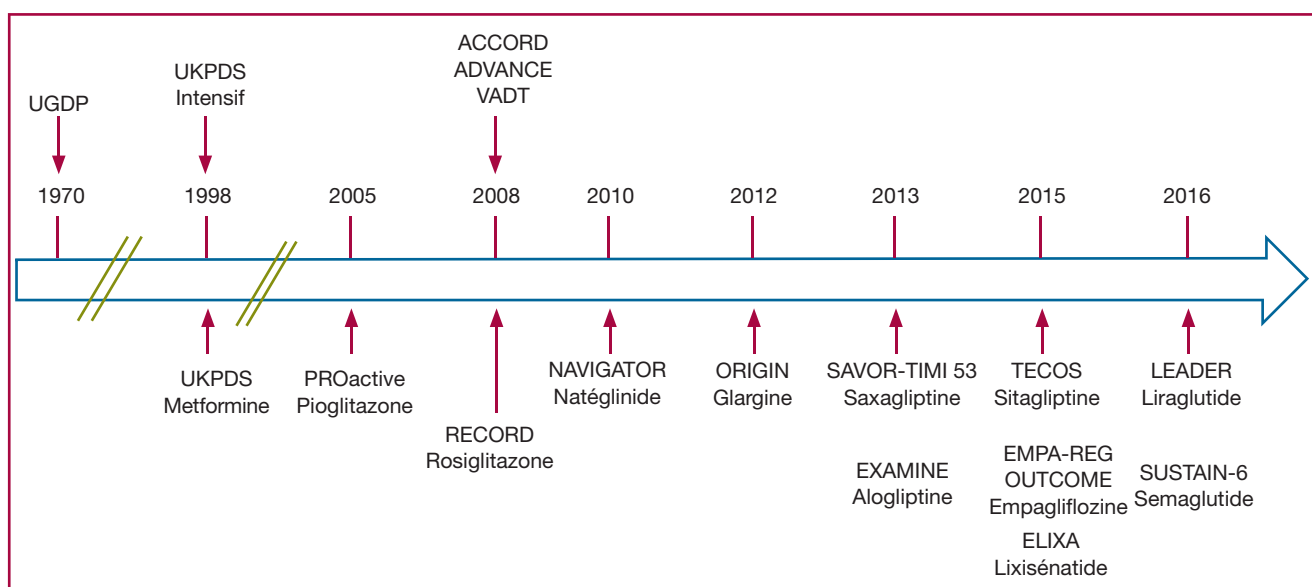 UGDP
UKPDS
Intensif
ACCORD
ADVANCE
VADT
1970
1998
2005
2008
2010
2012
2013
2015
2016
UKPDS
Metformine
PROactive
Pioglitazone
RECORD
Rosiglitazone
NAVIGATOR
Natéglinide
ORIGIN
Glargine
SAVOR-TIMI 53
Saxagliptine
EXAMINE
Alogliptine
TECOS
Sitagliptine
EMPA-REG
OUTCOME
Empagliflozine
ELIXA
Lixisénatide
LEADER
Liraglutide
SUSTAIN-6
Semaglutide